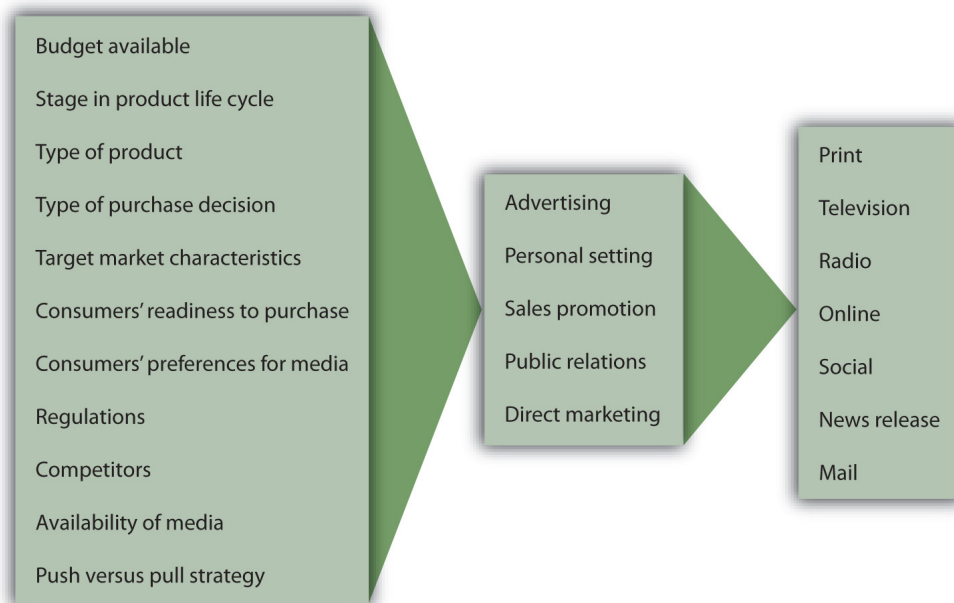 Budget available
Stage in product life cycle
Type of product
Type of purchase decision
Target market characteristics
Consumers’ readiness to purchase
Consumers’ preferences for media
Regulations
Competitors
Availability of media
Push versus pull strategy
Advertising
Personal setting
Sales promotion
Public relations
Direct marketing
Print
Television
Radio
Online
Social
News release
Mail